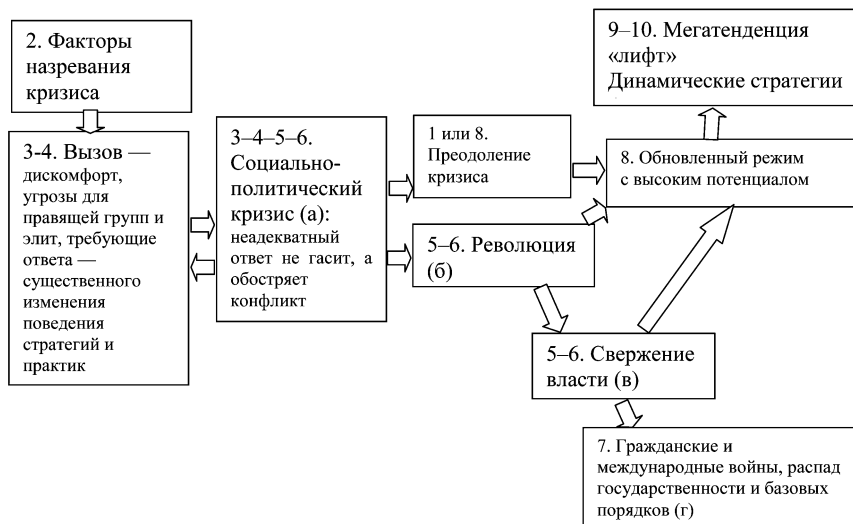 2. Факторы
назревания
кризиса
3-4. Вызов —
дискомфорт,
угрозы для
правящей групп и
элит, требующие
ответа —
существенного
изменения
поведения
стратегий и
практик
3–4–5–6.
Социально-
политический
кризис (а):
неадекватный
ответ не гасит, а
обостряет
конфликт
1 или 8.
Преодоление
кризиса
5–6. Революция
(б)
5–6. Свержение
власти (в)
7. Гражданские и
международные войны, распад
государственности и базовых
порядков (г)
8. Обновленный режим
с высоким потенциалом
9–10. Мегатенденция
«лифт»
Динамические стратегии